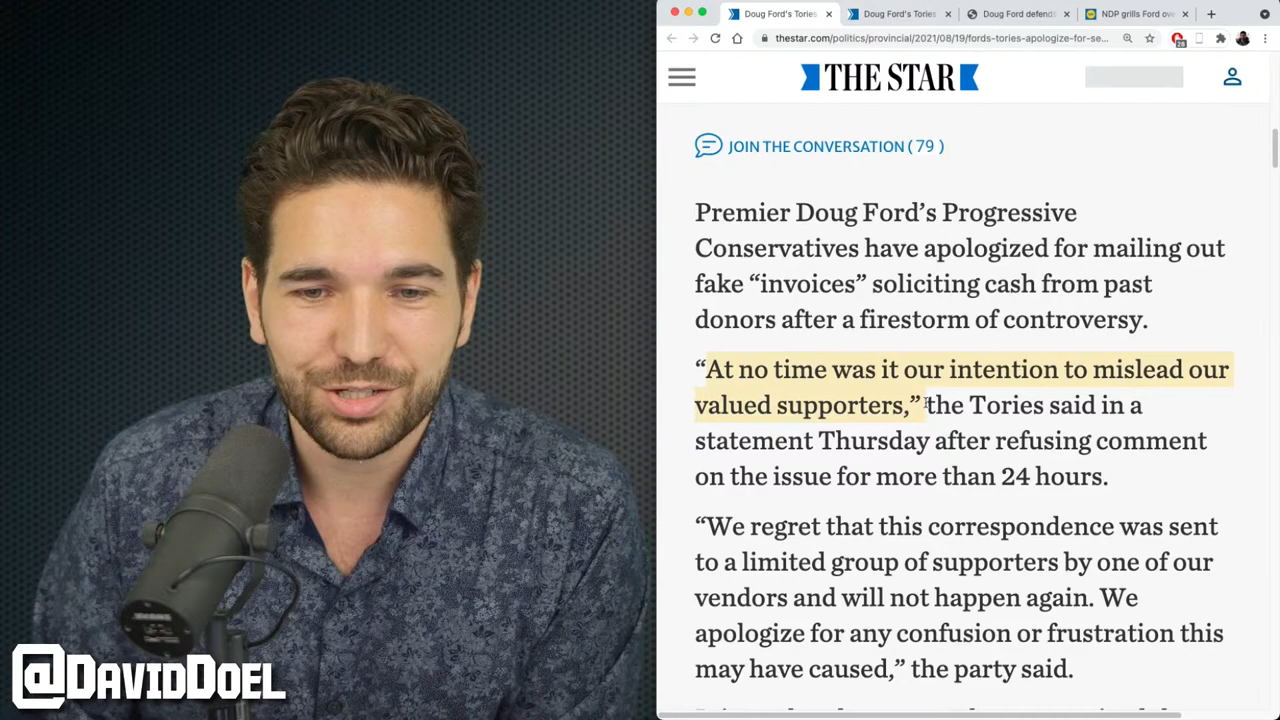 Doug Ford's Tories
Doug Ford's Tories
Doug Ford defends
NDP grills Ford ove
thestar.com/politics/provincial/2021/08/19/fords-tories-apologize-for-se...
28
THE STAR
JOIN THE CONVERSATION ( 79 )
Premier Doug Ford’s Progressive
Conservatives have apologized for mailing out
fake “invoices” soliciting cash from past
donors after a firestorm of controversy.
“At no time was it our intention to mislead our
valued supporters,” the Tories said in a
statement Thursday after refusing comment
on the issue for more than 24 hours.
“We regret that this correspondence was sent
to a limited group of supporters by one of our
vendors and will not happen again. We
apologize for any confusion or frustration this
may have caused,” the party said.
@DAVIDDOEL